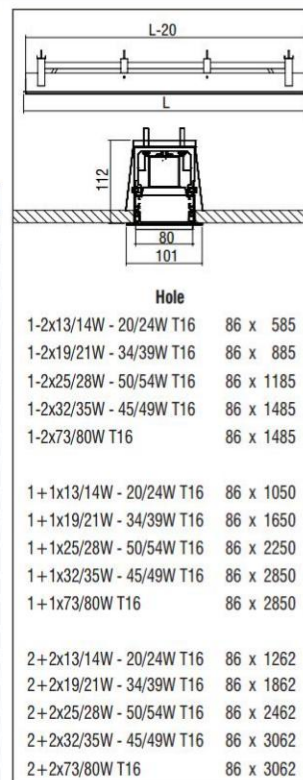 L-20
L
112
80
101
Hole
1-2x13/14W - 20/24W T16 86 x 585
1-2x19/21W - 34/39W T16 86 x 885
1-2x25/28W - 50/54W T16 86 x 1185
1-2x32/35W - 45/49W T16 86 x 1485
1-2x73/80W T16 86 x 1485
1+1x13/14W - 20/24W T16 86 x 1050
1+1x19/21W - 34/39W T16 86 x 1650
1+1x25/28W - 50/54W T16 86 x 2250
1+1x32/35W - 45/49W T16 86 x 2850
1+1x73/80W T16 86 x 2850
2+2x13/14W - 20/24W T16 86 x 1262
2+2x19/21W - 34/39W T16 86 x 1862
2+2x25/28W - 50/54W T16 86 x 2462
2+2x32/35W - 45/49W T16 86 x 3062
2+2x73/80W T16 86 x 3062